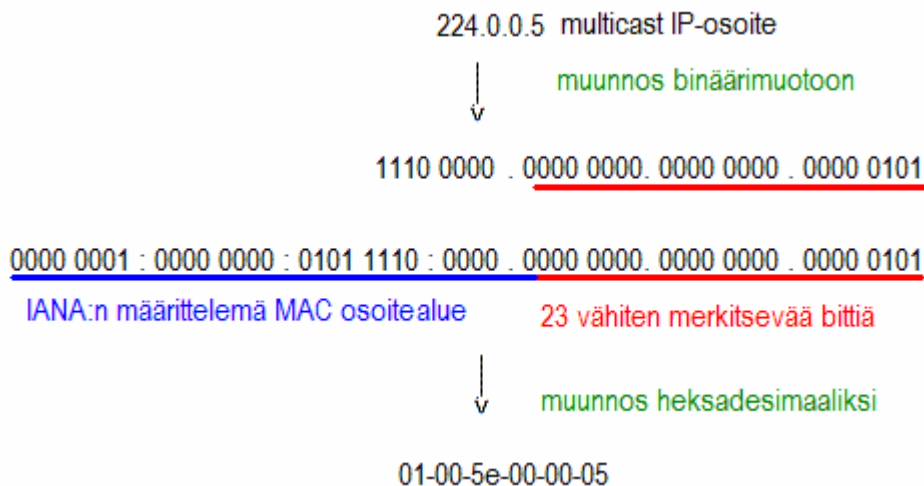 224.0.0.5 multicast IP-osoite
muunnos binäärimuotoon
1110 0000 . 0000 0000. 0000 0000 . 0000 0101
0000 0001 : 0000 0000 : 0101 1110 : 0000 . 0000 0000. 0000 0000 . 0000 0101
IANA:n määrittelemä MAC osoitealue
23 vähiten merkitsevää bittiä
muunnos heksadesimaaliksi
01-00-5e-00-00-05